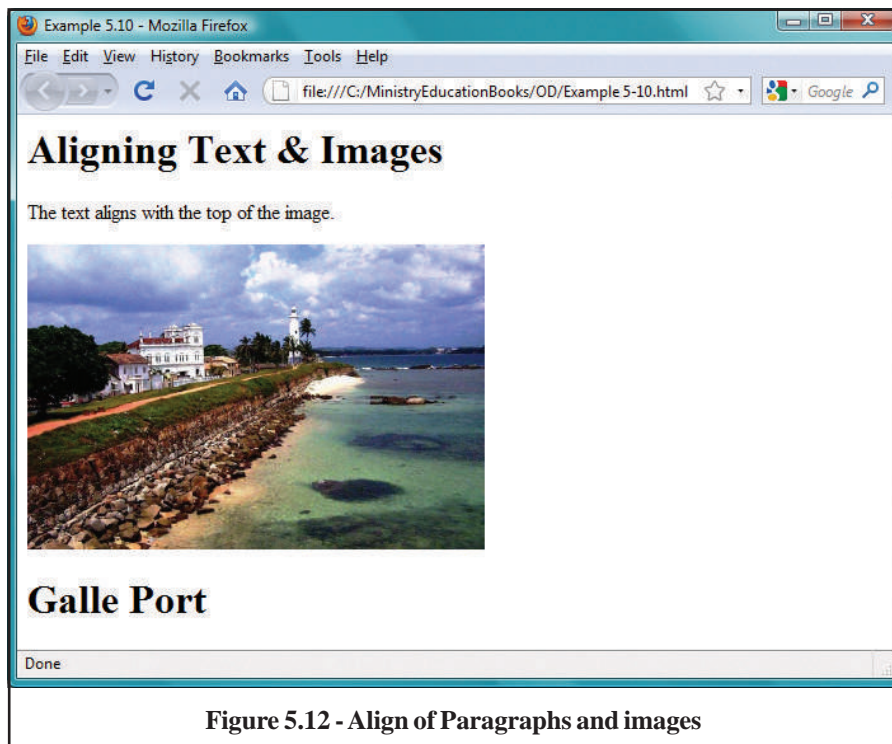 Example 5.10 - Mozilla Firefox
File Edit View History Bookmarks Tools Help
file:///C:/MinistryEducationBooks/OD/Example 5-10.html Google
Aligning Text & Images
The text aligns with the top of the image.
Galle Port
Done
Figure 5.12 - Align of Paragraphs and images